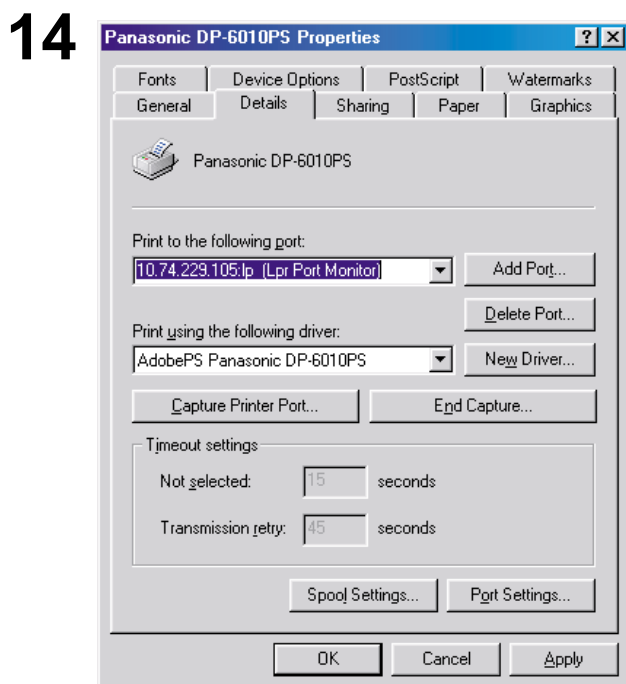 14
Panasonic DP-6010PS Properties
Fonts Device Options PostScript Watermarks
General Details Sharing Paper Graphics
Panasonic DP-6010PS
Print to the following port:
10.74.229.105:lp (Lpr Port Monitor) Add Port...
Delete Port...
Print using the following driver:
AdobePS Panasonic DP-6010PS New Driver...
Capture Printer Port... End Capture...
Timeout settings
Not selected: 15 seconds
Transmission retry: 45 seconds
Spool Settings... Port Settings...
OK Cancel Apply